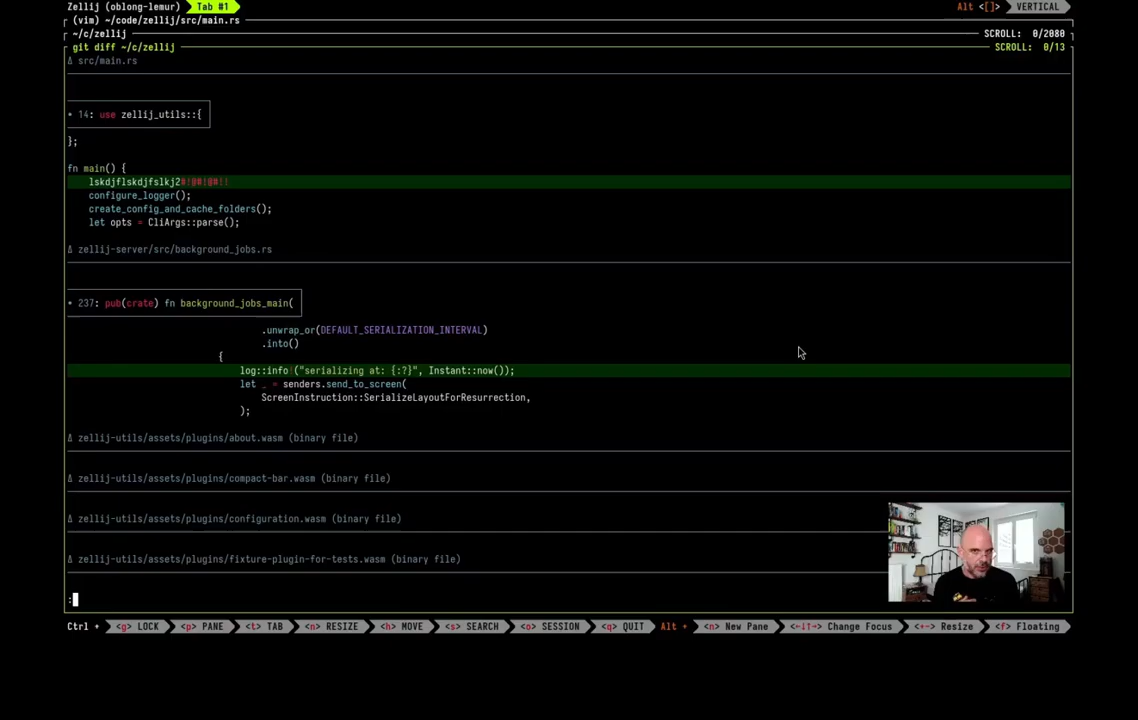 Zellij (oblong-lemur) Tab #1 Alt <[]> VERTICAL
(vim) ~/code/zellij/src/main.rs
~/c/zellij SCROLL: 0/2080
git diff ~/c/zellij SCROLL: 0/13
Δ src/main.rs
• 14: use zellij_utils::{
};
fn main() {
lskdjflskdjfslkj2#!@#!@#!!
configure_logger();
create_config_and_cache_folders();
let opts = CliArgs::parse();
Δ zellij-server/src/background_jobs.rs
• 237: pub(crate) fn background_jobs_main(
.unwrap_or(DEFAULT_SERIALIZATION_INTERVAL)
.into()
{
log::info!("serializing at: {:?}", Instant::now());
let _ = senders.send_to_screen(
ScreenInstruction::SerializeLayoutForResurrection,
);
Δ zellij-utils/assets/plugins/about.wasm (binary file)
Δ zellij-utils/assets/plugins/compact-bar.wasm (binary file)
Δ zellij-utils/assets/plugins/configuration.wasm (binary file)
Δ zellij-utils/assets/plugins/fixture-plugin-for-tests.wasm (binary file)
:
Ctrl + <g> LOCK <p> PANE <t> TAB <n> RESIZE <h> MOVE <s> SEARCH <o> SESSION <q> QUIT Alt + <n> New Pane <←↓↑→> Change Focus <+-> Resize <f> Floating